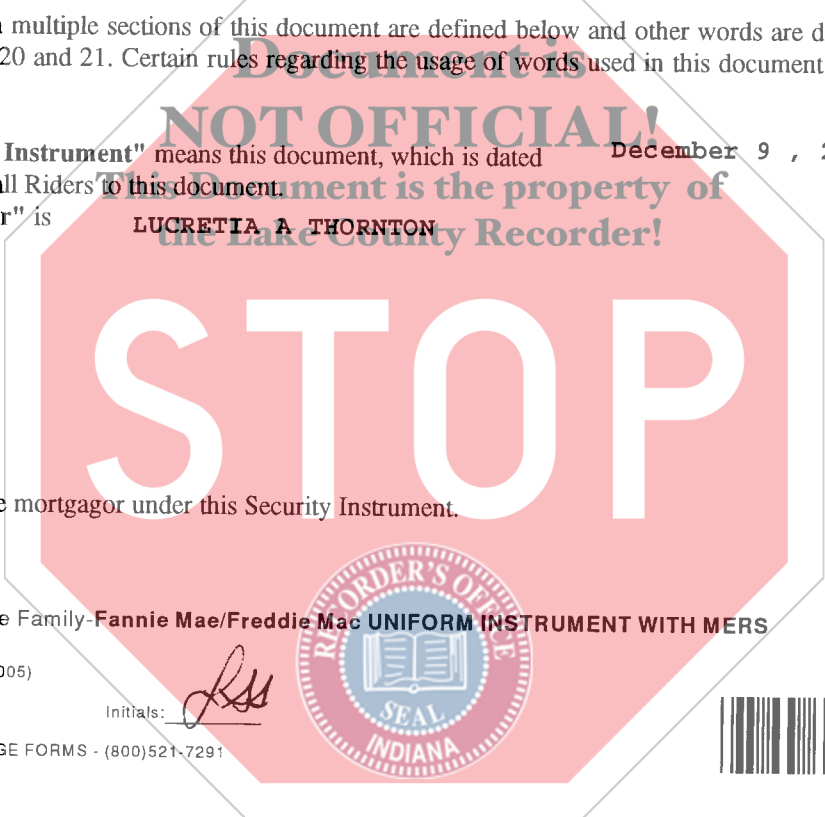 multiple sections of this document are defined below and other words are d
20 and 21. Certain rules regarding the usage of words used in this document
Document is
NOT OFFICIAL!
Instrument" means this document, which is dated December 9 , 2
all Riders to this document.
This Document is the property of
r" is LUCRETIA A THORNTON
the Lake County Recorder!
STOP
e mortgagor under this Security Instrument.
RECORDER'S OFFICE
e Family-Fannie Mae/Freddie Mac UNIFORM INSTRUMENT WITH MERS
005)
Initials:
SEAL
INDIANA
GE FORMS - (800)521-7291